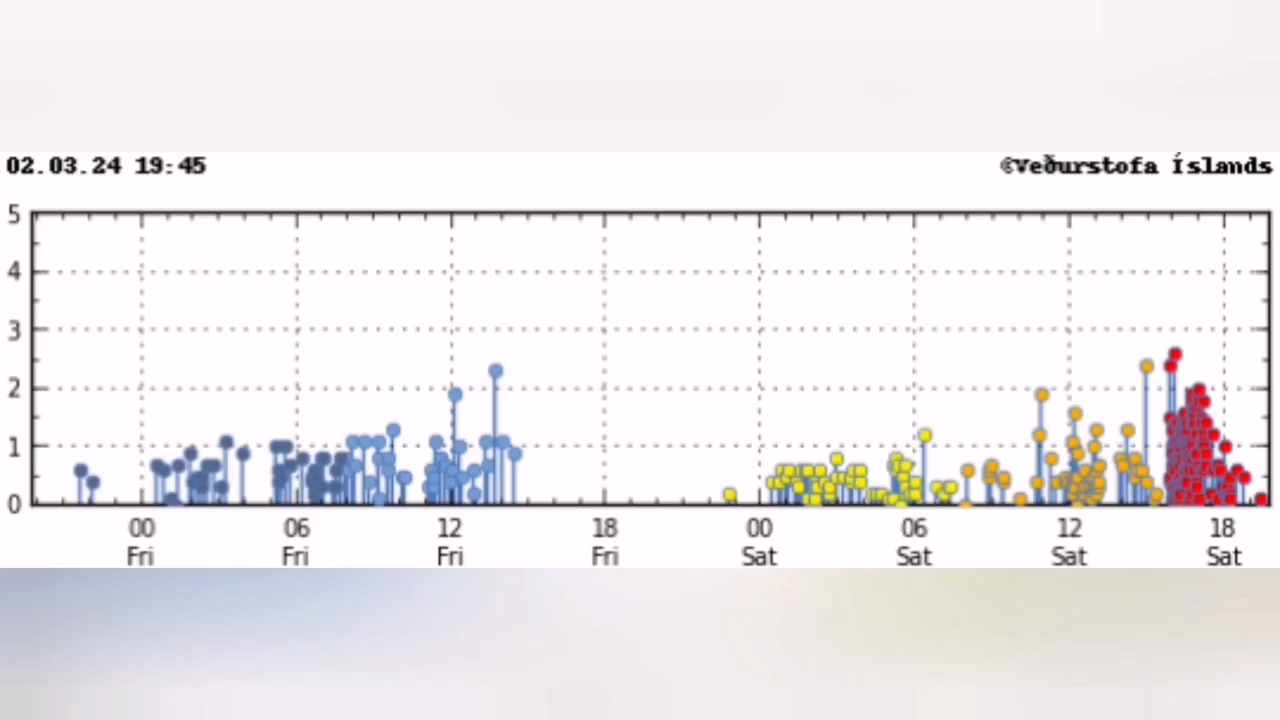 02.03.24 19:45
©Veðurstofa Íslands
5
4
3
2
1
0
00 06 12 18 00 06 12 18
Fri Fri Fri Fri Sat Sat Sat Sat